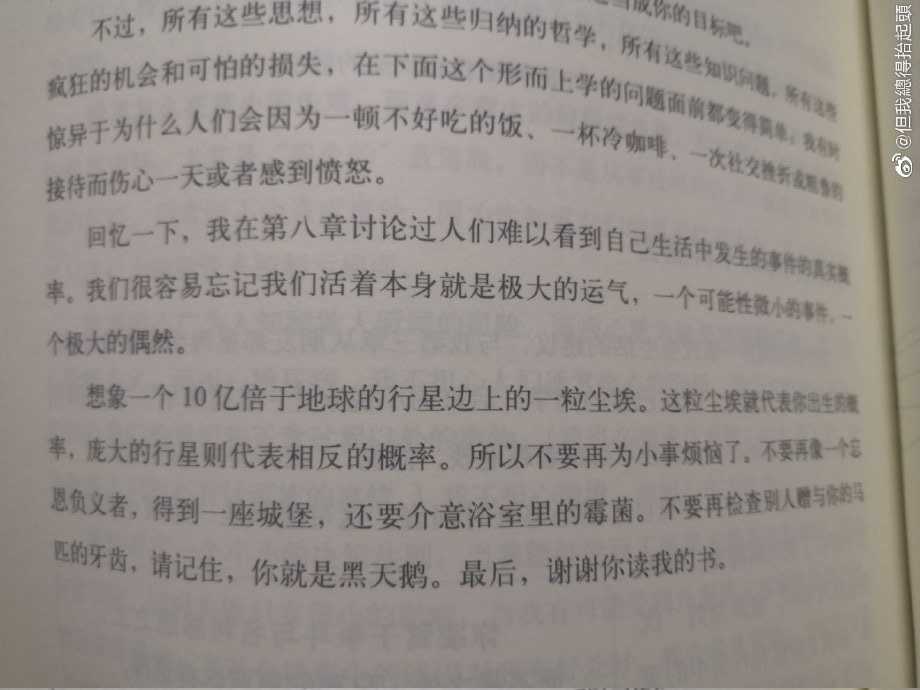 当成你的目标吧。
不过，所有这些思想，所有这些归纳的哲学，所有这些知识问题，所有这些
疯狂的机会和可怕的损失，在下面这个形而上学的问题面前都变得简单：我有时
惊异于为什么人们会因为一顿不好吃的饭、一杯冷咖啡、一次社交挫折或粗鲁的
接待而伤心一天或者感到愤怒。
回忆一下，我在第八章讨论过人们难以看到自己生活中发生的事件的真实概
率。我们很容易忘记我们活着本身就是极大的运气，一个可能性微小的事件，一
个极大的偶然。
想象一个10亿倍于地球的行星边上的一粒尘埃。这粒尘埃就代表你出生的概
率，庞大的行星则代表相反的概率。所以不要再为小事烦恼了。不要再像一个忘
恩负义者，得到一座城堡，还要介意浴室里的霉菌。不要再检查别人赠与你的马
匹的牙齿，请记住，你就是黑天鹅。最后，谢谢你读我的书。
@但我總得抬起頭